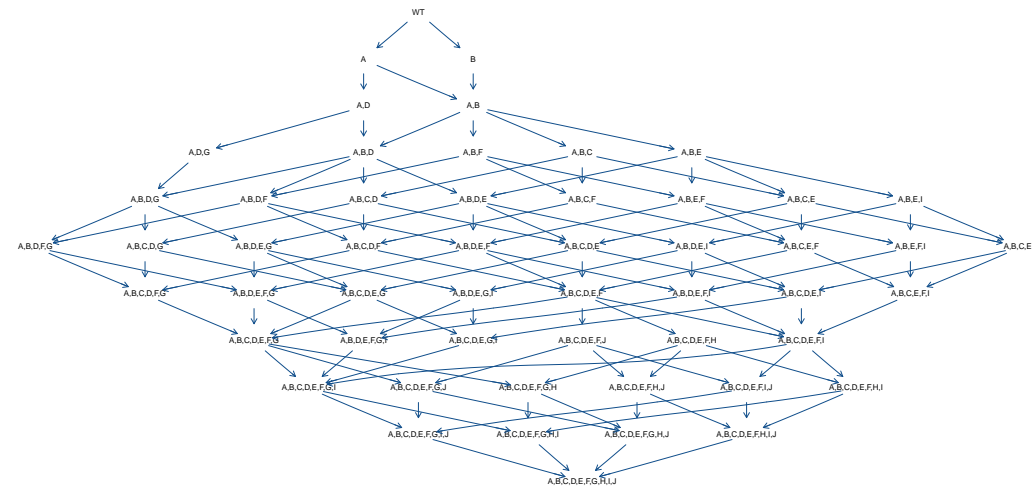 WT
A B
A,D A,B
A,D,G A,B,D A,B,F A,B,C A,B,E
A,B,D,G A,B,D,F A,B,C,D A,B,D,E A,B,C,F A,B,E,F A,B,C,E A,B,E,I
A,B,D,F,G A,B,C,D,G A,B,D,E,G A,B,C,D,F A,B,D,E,F A,B,C,D,E A,B,D,E,I A,B,C,E,F A,B,E,F,I A,B,C,E
A,B,C,D,F,G A,B,D,E,F,G A,B,C,D,E,G A,B,D,E,G,I A,B,C,D,E,F A,B,D,E,F,I A,B,C,D,E,I A,B,C,E,F,I
A,B,C,D,E,F,G A,B,D,E,F,G,I A,B,C,D,E,G,I A,B,C,D,E,F,J A,B,C,D,E,F,H A,B,C,D,E,F,I
A,B,C,D,E,F,G,I A,B,C,D,E,F,G,J A,B,C,D,E,F,G,H A,B,C,D,E,F,H,J A,B,C,D,E,F,I,J A,B,C,D,E,F,H,I
A,B,C,D,E,F,G,I,J A,B,C,D,E,F,G,H,I A,B,C,D,E,F,G,H,J A,B,C,D,E,F,H,I,J
A,B,C,D,E,F,G,H,I,J